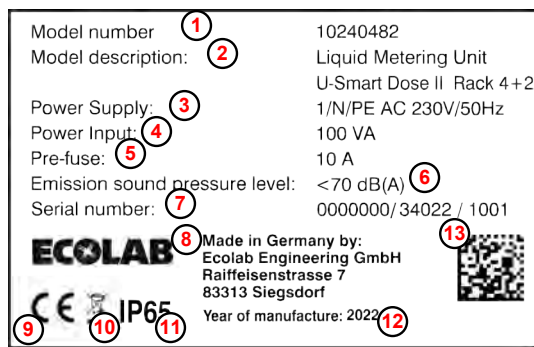 Model number 1 10240482
Model description: 2 Liquid Metering Unit
U-Smart Dose II Rack 4+2
Power Supply: 3 1/N/PE AC 230V/50Hz
Power Input: 4 100 VA
Pre-fuse: 5 10 A
Emission sound pressure level: <70 dB(A) 6
Serial number: 7 0000000/34022 / 1001
ECOLAB 8 Made in Germany by: 13
Ecolab Engineering GmbH
Raiffeisenstrasse 7
83313 Siegsdorf
CE IP65 Year of manufacture: 2022 12
9 10 11